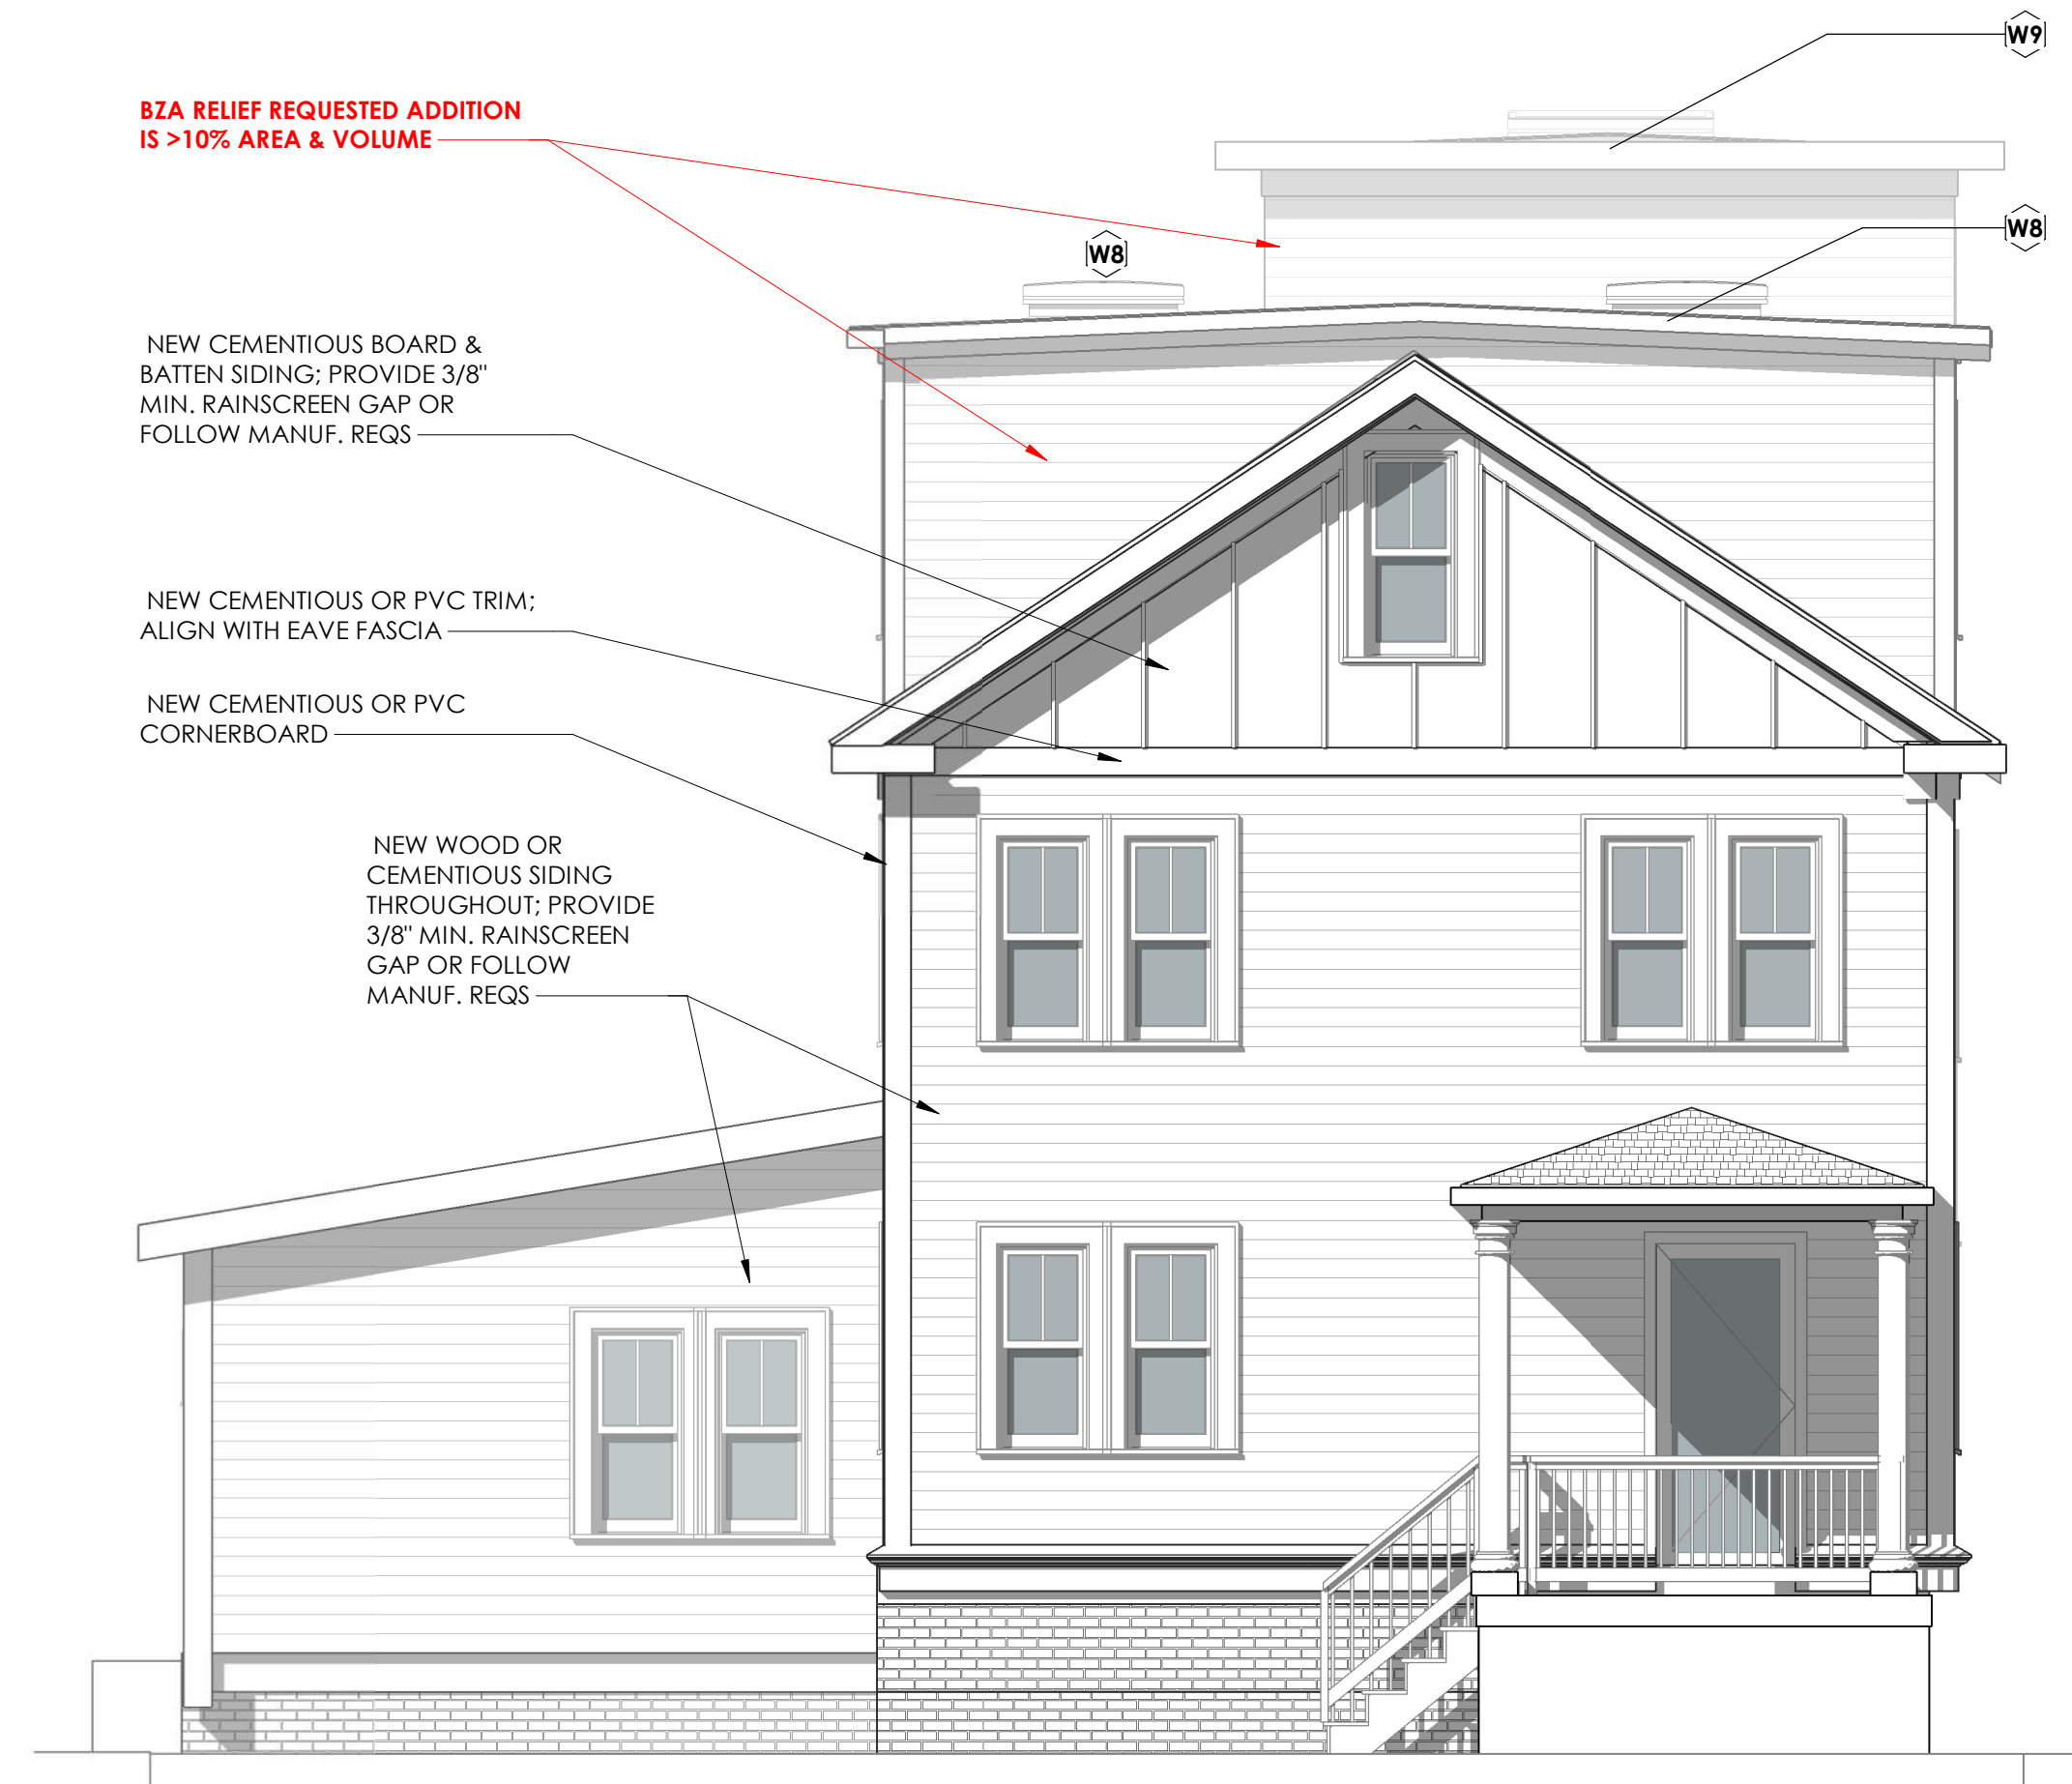 W9
BZA RELIEF REQUESTED ADDITION
IS >10% AREA & VOLUME
W8
W8
NEW CEMENTIOUS BOARD &
BATTEN SIDING; PROVIDE 3/8"
MIN. RAINSCREEN GAP OR
FOLLOW MANUF. REQS
NEW CEMENTIOUS OR PVC TRIM;
ALIGN WITH EAVE FASCIA
NEW CEMENTIOUS OR PVC
CORNERBOARD
NEW WOOD OR
CEMENTIOUS SIDING
THROUGHOUT; PROVIDE
3/8" MIN. RAINSCREEN
GAP OR FOLLOW
MANUF. REQS